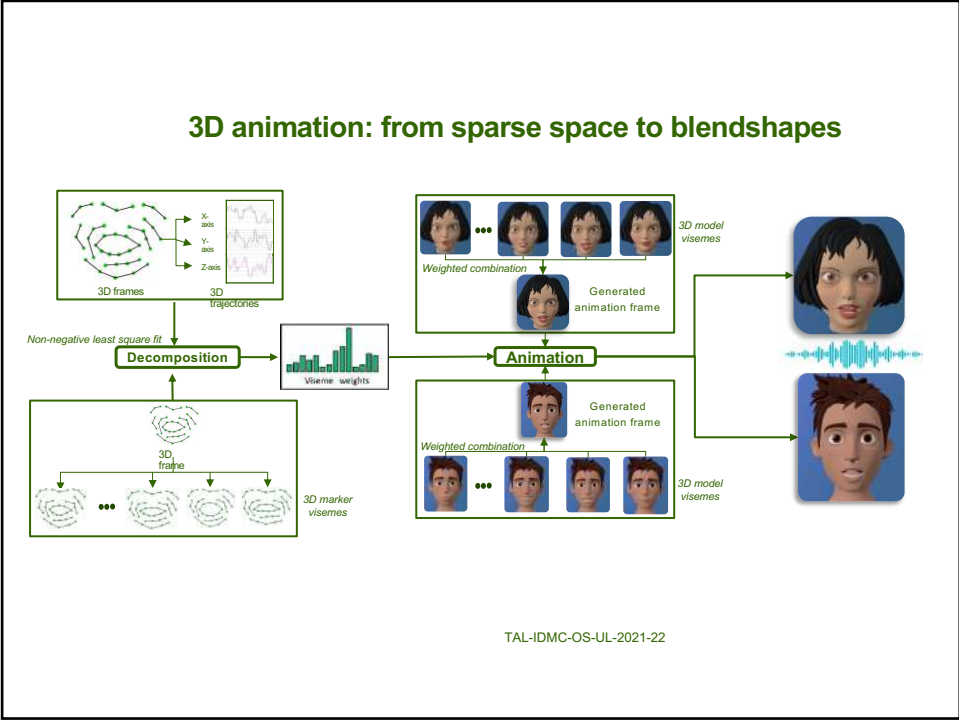 3D animation: from sparse space to blendshapes
X-
axis
Y-
axis
Z-axis
3D frames
3D
trajectories
Non-negative least square fit
Decomposition
Viseme weights
3D
frame
3D marker
visemes
3D model
visemes
Weighted combination
Generated
animation frame
Animation
Generated
animation frame
Weighted combination
3D model
visemes
TAL-IDMC-OS-UL-2021-22